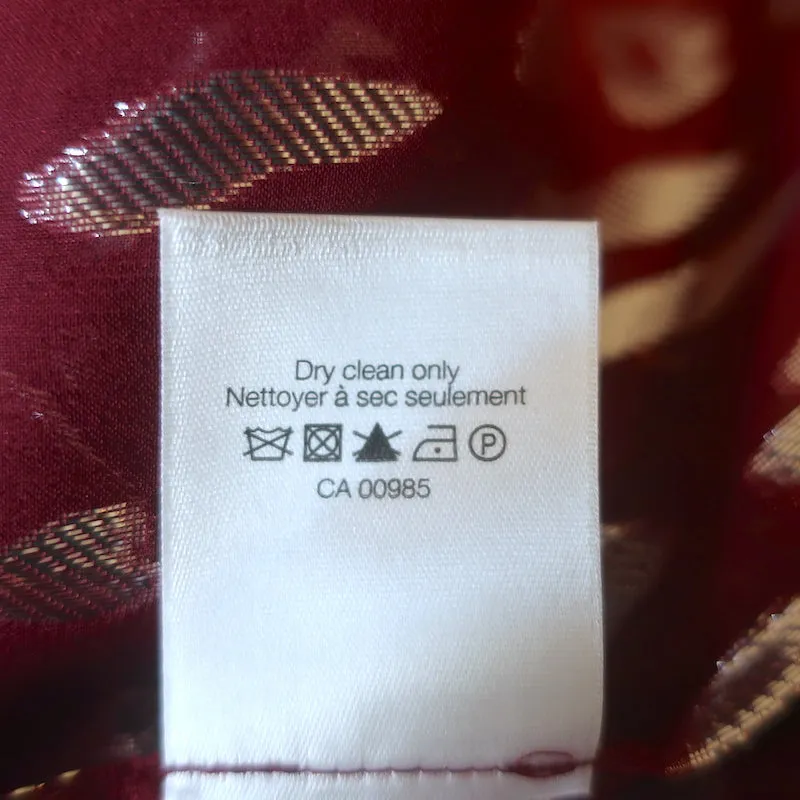 Dry clean only
Nettoyer à sec seulement
P
CA 00985